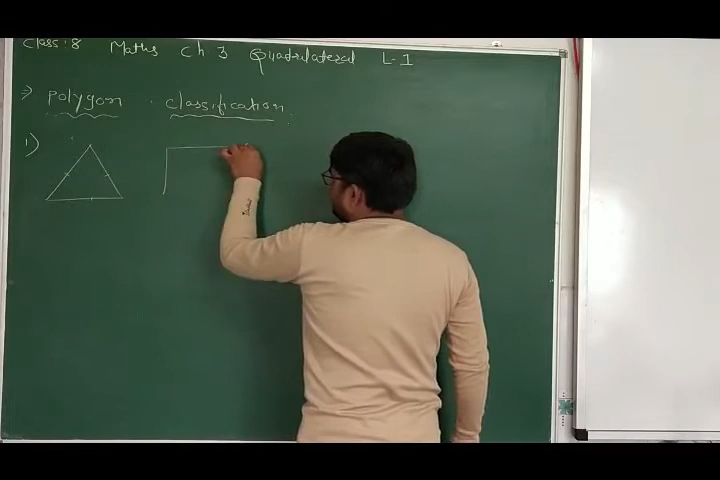 Class:8 Maths Ch 3 Quadrilateral L-1
⇒ Polygon Classification :
1)